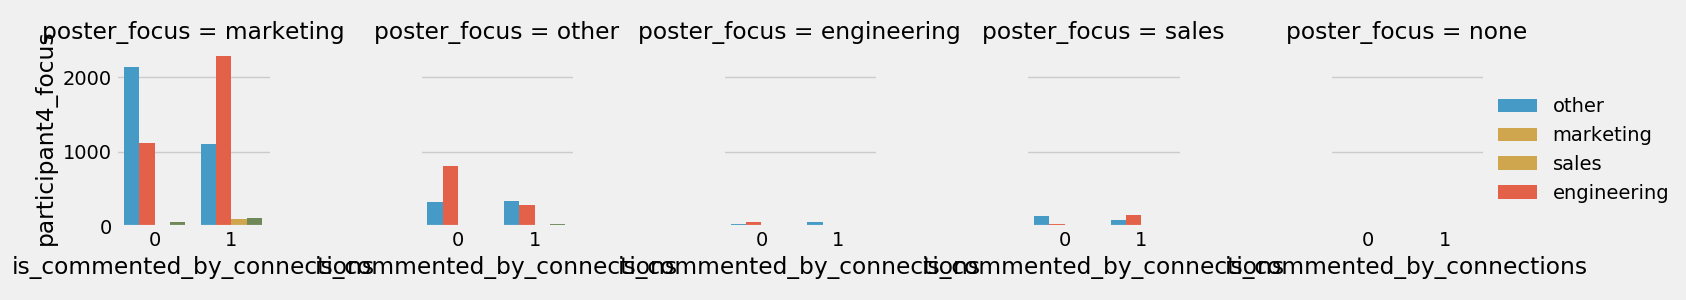 poster_focus = marketing
poster_focus = other
poster_focus = engineering
poster_focus = sales
poster_focus = none
participant4_focus
2000
1000
0
0 1
0 1
0 1
0 1
0 1
is_commented_by_connections
is_commented_by_connections
is_commented_by_connections
is_commented_by_connections
is_commented_by_connections
other
marketing
sales
engineering